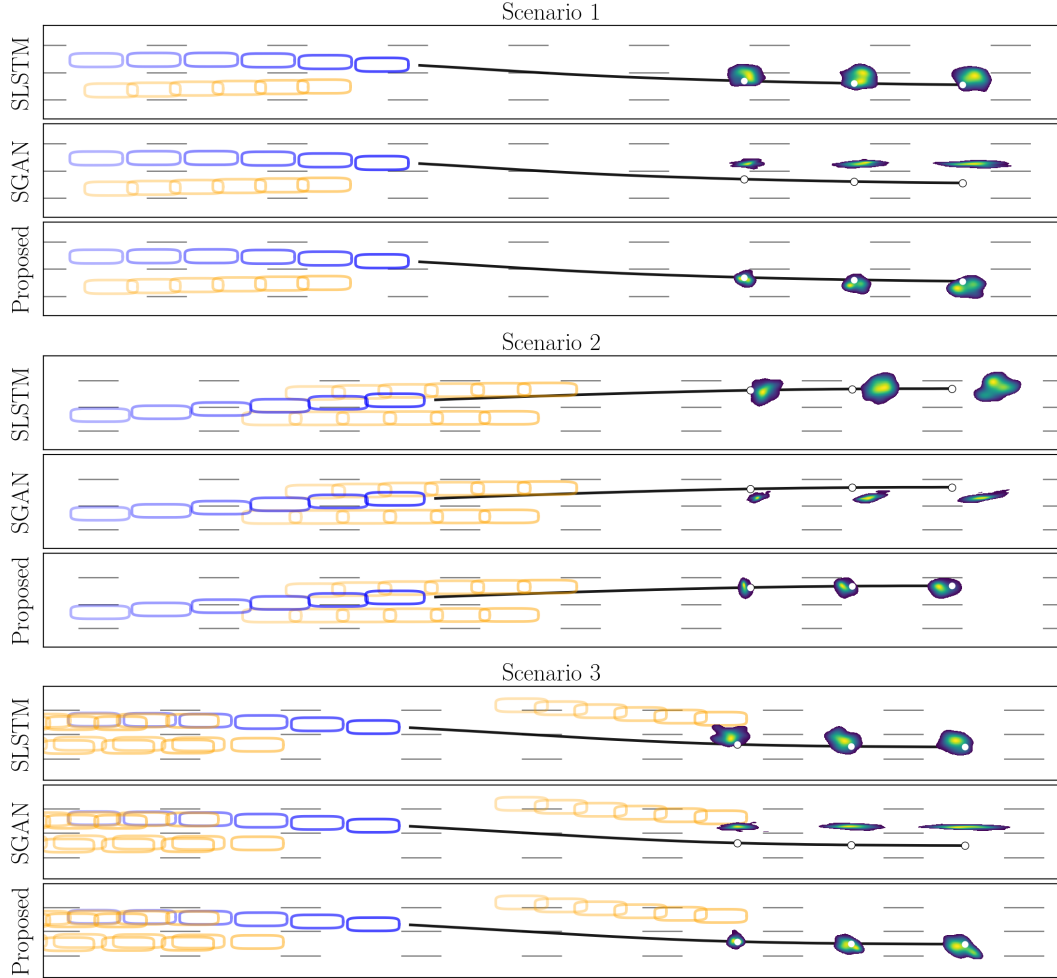 Scenario 1
SLSTM
SGAN
Proposed
Scenario 2
SLSTM
SGAN
Proposed
Scenario 3
SLSTM
SGAN
Proposed